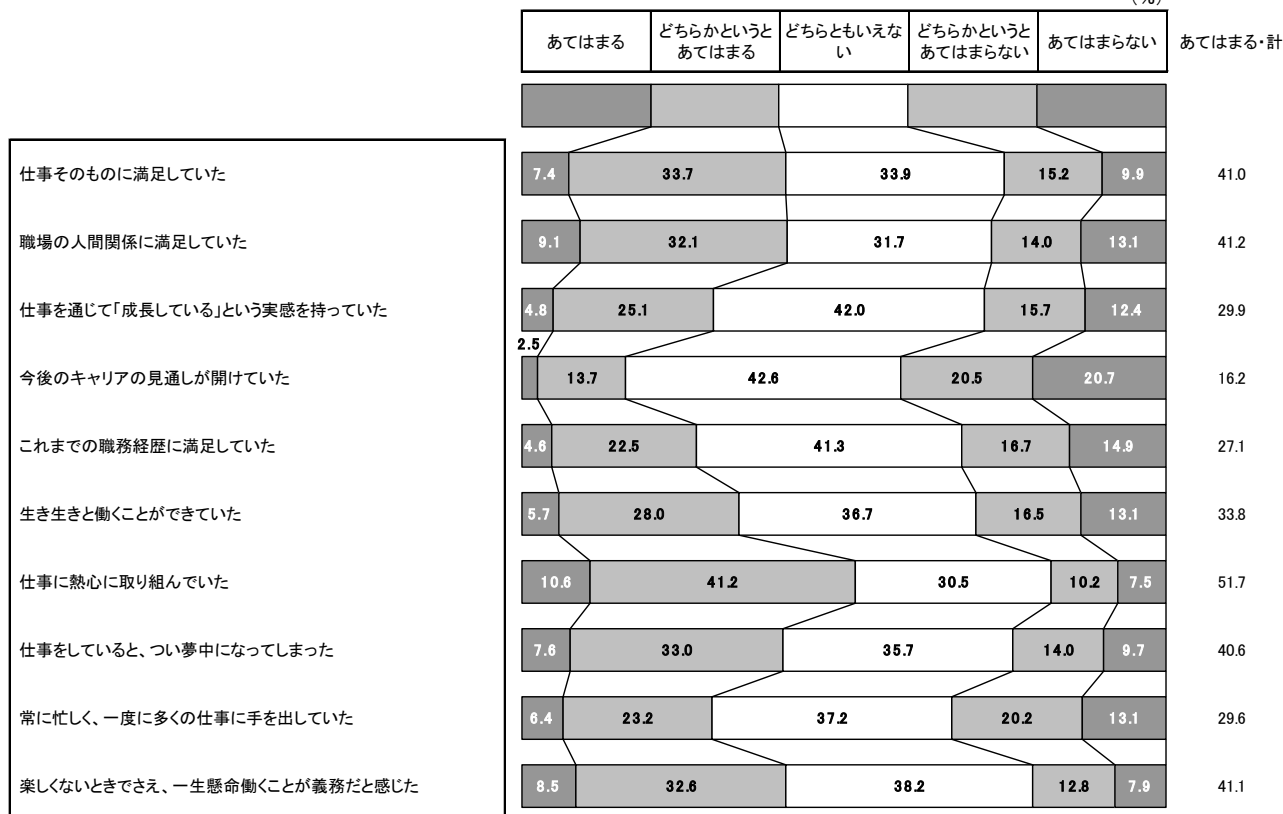 (%)
あてはまる どちらかというと どちらともいえな どちらかというと あてはまらない あてはまる・計
あてはまる い あてはまらない
仕事そのものに満足していた 7.4 33.7 33.9 15.2 9.9 41.0
職場の人間関係に満足していた 9.1 32.1 31.7 14.0 13.1 41.2
仕事を通じて「成長している」という実感を持っていた 4.8 25.1 42.0 15.7 12.4 29.9
2.5
今後のキャリアの見通しが開けていた 13.7 42.6 20.5 20.7 16.2
これまでの職務経歴に満足していた 4.6 22.5 41.3 16.7 14.9 27.1
生き生きと働くことができていた 5.7 28.0 36.7 16.5 13.1 33.8
仕事に熱心に取り組んでいた 10.6 41.2 30.5 10.2 7.5 51.7
仕事をしていると、つい夢中になってしまった 7.6 33.0 35.7 14.0 9.7 40.6
常に忙しく、一度に多くの仕事に手を出していた 6.4 23.2 37.2 20.2 13.1 29.6
楽しくないときでさえ、一生懸命働くことが義務だと感じた 8.5 32.6 38.2 12.8 7.9 41.1